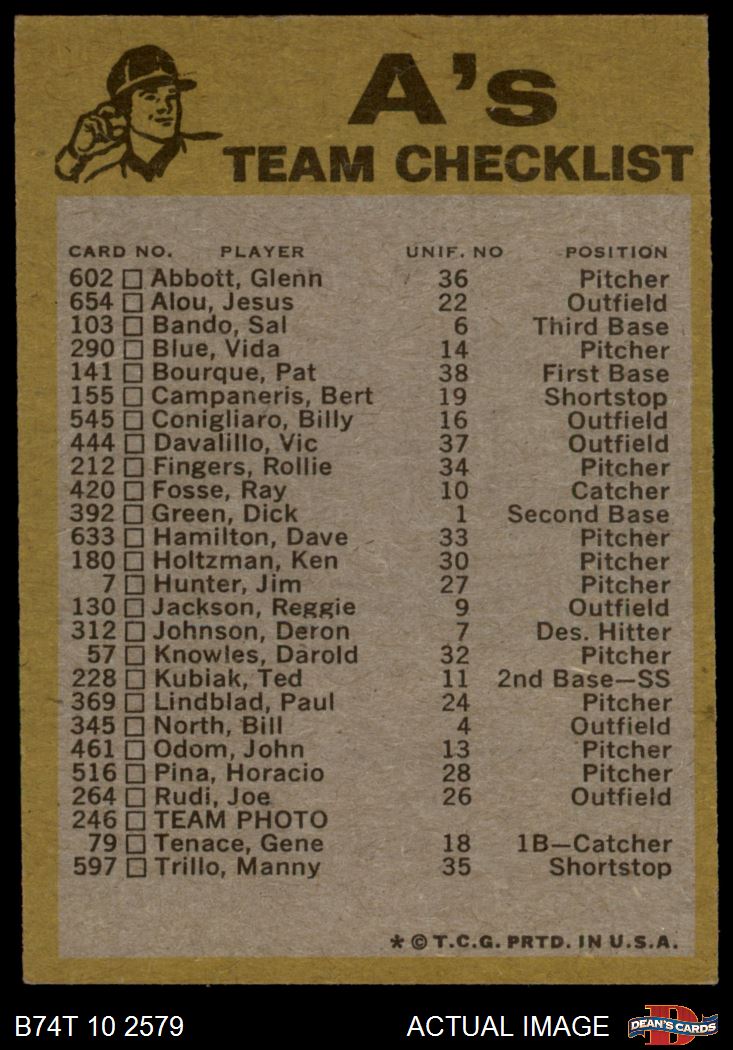 A's
TEAM CHECKLIST
CARD NO. PLAYER UNIF. NO POSITION
602 Abbott, Glenn 36 Pitcher
654 Alou, Jesus 22 Outfield
103 Bando, Sal 6 Third Base
290 Blue, Vida 14 Pitcher
141 Bourque, Pat 38 First Base
155 Campaneris, Bert 19 Shortstop
545 Conigliaro, Billy 16 Outfield
444 Davalillo, Vic 37 Outfield
212 Fingers, Rollie 34 Pitcher
420 Fosse, Ray 10 Catcher
392 Green, Dick 1 Second Base
633 Hamilton, Dave 33 Pitcher
180 Holtzman, Ken 30 Pitcher
7 Hunter, Jim 27 Pitcher
130 Jackson, Reggie 9 Outfield
312 Johnson, Deron 7 Des. Hitter
57 Knowles, Darold 32 Pitcher
228 Kubiak, Ted 11 2nd Base—SS
369 Lindblad, Paul 24 Pitcher
345 North, Bill 4 Outfield
461 Odom, John 13 Pitcher
516 Pina, Horacio 28 Pitcher
264 Rudi, Joe 26 Outfield
246 TEAM PHOTO
79 Tenace, Gene 18 1B—Catcher
597 Trillo, Manny 35 Shortstop
* © T.C.G. PRTD. IN U.S.A.
B74T 10 2579 ACTUAL IMAGE DEAN'S CARDS